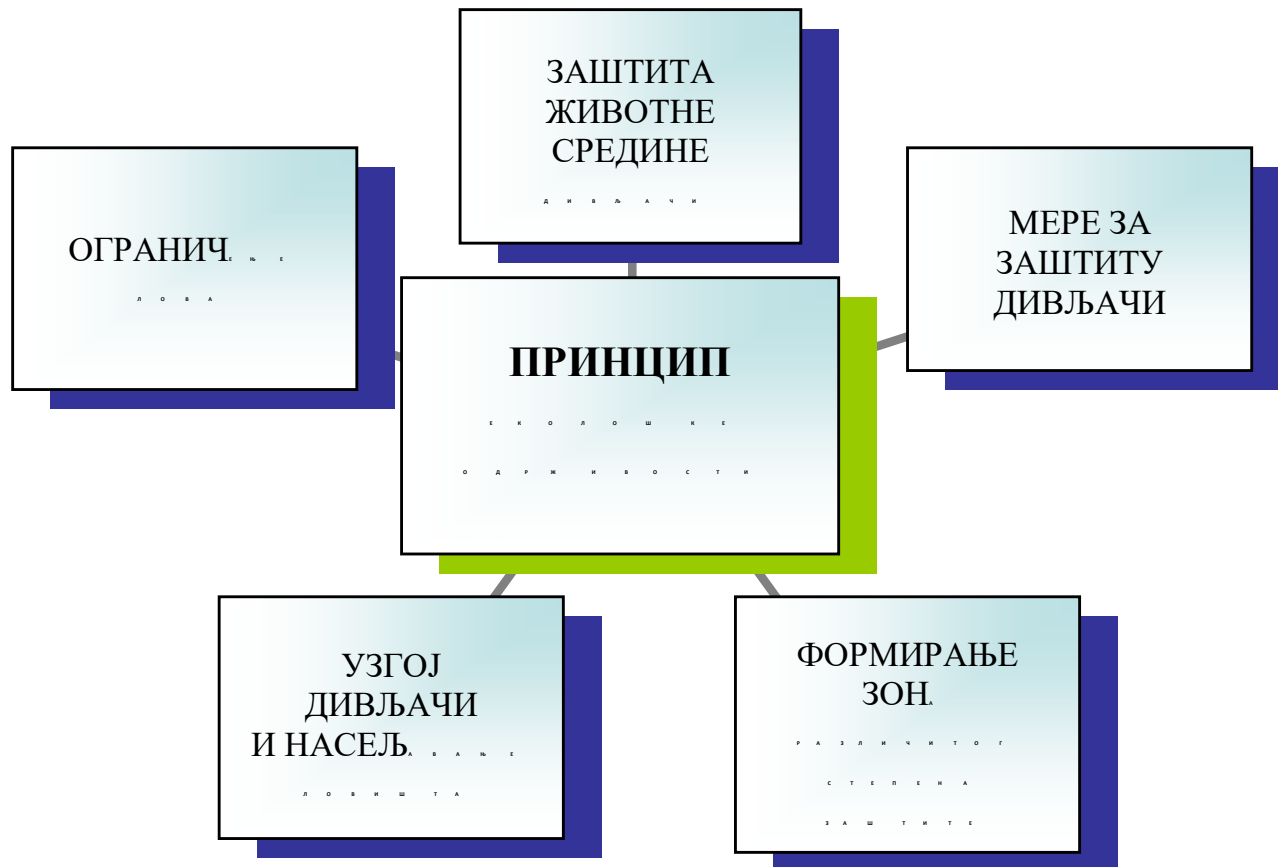 ЗАШТИТА
ЖИВОТНЕ
СРЕДИНЕ
ДИВЉАЧИ
ОГРАНИЧЕЊЕ
ЛОВА
МЕРЕ ЗА
ЗАШТИТУ
ДИВЉАЧИ
ПРИНЦИП
ЕКОЛОШКЕ
ОДРЖИВОСТИ
УЗГОЈ
ДИВЉАЧИ
И НАСЕЉАВАЊЕ
ЛОВИШТА
ФОРМИРАЊЕ
ЗОНА
РАЗЛИЧИТОГ
СТЕПЕНА
ЗАШТИТЕ